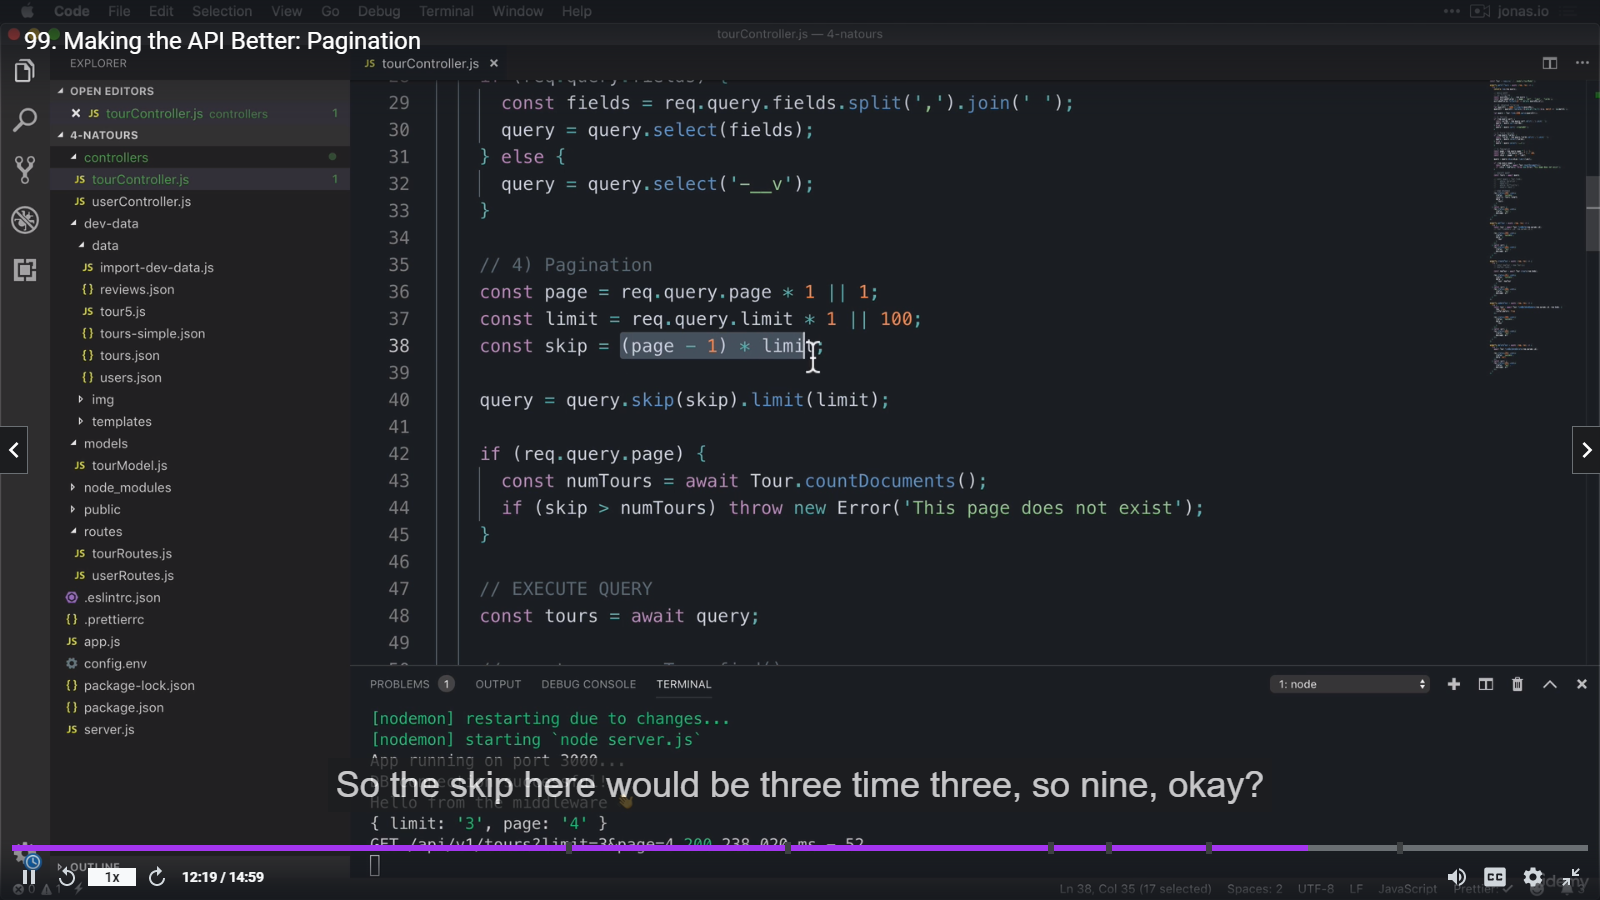 Code File Edit Selection View Go Debug Terminal Window Help
jonas.io
tourController.js — 4-natours
99. Making the API Better: Pagination
EXPLORER
OPEN EDITORS
tourController.js controllers 1
4-NATOURS
controllers
tourController.js 1
userController.js
dev-data
data
import-dev-data.js
reviews.json
tour5.js
tours-simple.json
tours.json
users.json
img
templates
models
tourModel.js
node_modules
public
routes
tourRoutes.js
userRoutes.js
.eslintrc.json
.prettierrc
app.js
config.env
package-lock.json
package.json
server.js
OUTLINE
JS tourController.js
29 const fields = req.query.fields.split(',').join(' ');
30 query = query.select(fields);
31 } else {
32 query = query.select('-__v');
33 }
34
35 // 4) Pagination
36 const page = req.query.page * 1 || 1;
37 const limit = req.query.limit * 1 || 100;
38 const skip = (page - 1) * limit;
39
40 query = query.skip(skip).limit(limit);
41
42 if (req.query.page) {
43 const numTours = await Tour.countDocuments();
44 if (skip > numTours) throw new Error('This page does not exist');
45 }
46
47 // EXECUTE QUERY
48 const tours = await query;
49
PROBLEMS 1 OUTPUT DEBUG CONSOLE TERMINAL
1: node
[nodemon] restarting due to changes...
[nodemon] starting `node server.js`
App running on port 3000...
So the skip here would be three time three, so nine, okay?
Hello from the middleware
{ limit: '3', page: '4' }
GET /api/v1/tours?limit=3&page=4 200 238.020 ms - 52
1x
12:19 / 14:59
CC
Ln 38, Col 35 (17 selected) Spaces: 2 UTF-8 LF JavaScript Prettier: ✓